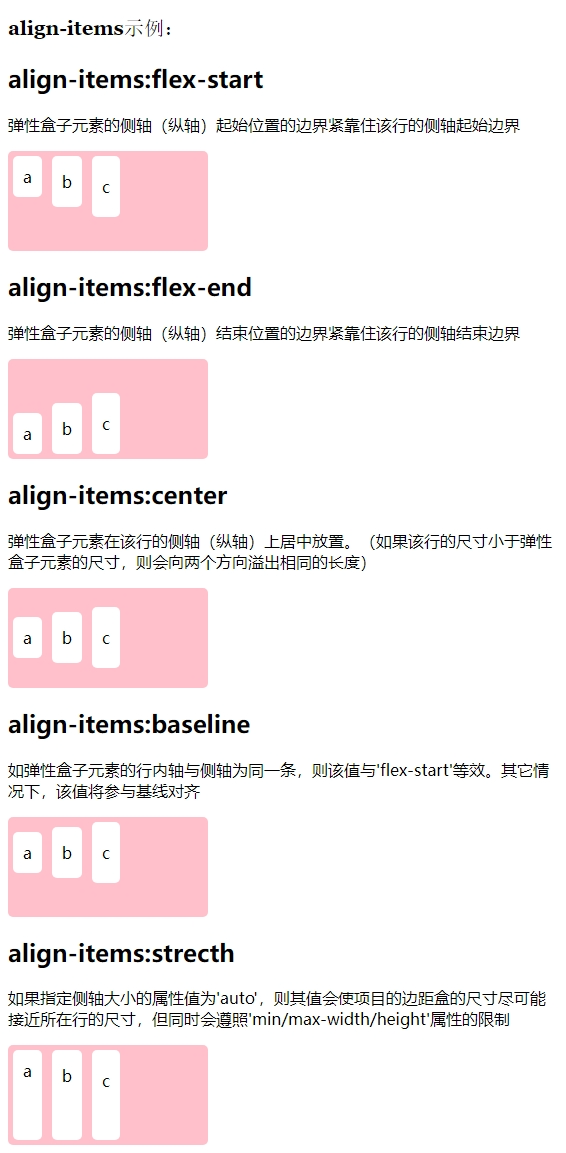 align-items示例：
align-items:flex-start
弹性盒子元素的侧轴（纵轴）起始位置的边界紧靠住该行的侧轴起始边界
a b c
align-items:flex-end
弹性盒子元素的侧轴（纵轴）结束位置的边界紧靠住该行的侧轴结束边界
a b c
align-items:center
弹性盒子元素在该行的侧轴（纵轴）上居中放置。（如果该行的尺寸小于弹性
盒子元素的尺寸，则会向两个方向溢出相同的长度）
a b c
align-items:baseline
如弹性盒子元素的行内轴与侧轴为同一条，则该值与'flex-start'等效。其它情
况下，该值将参与基线对齐
a b c
align-items:strecth
如果指定侧轴大小的属性值为'auto'，则其值会使项目的边距盒的尺寸尽可能
接近所在行的尺寸，但同时会遵照'min/max-width/height'属性的限制
a b c